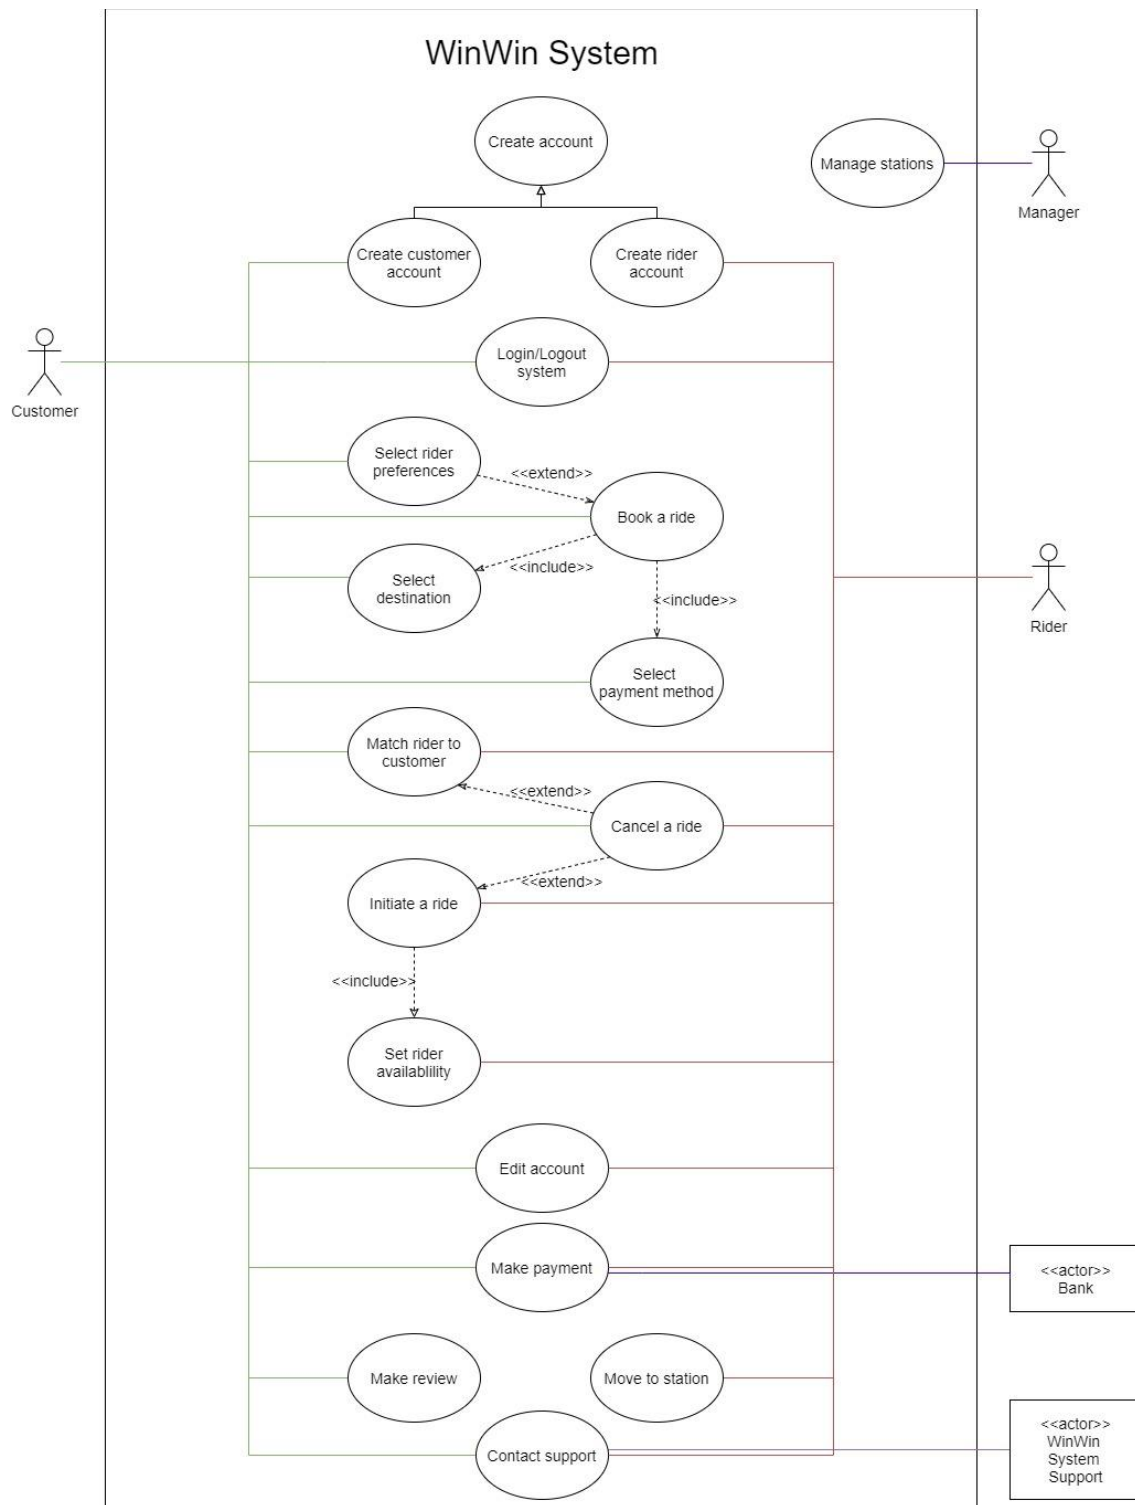 WinWin System
Create account
Manage stations
Manager
Create customer
account
Create rider
account
Login/Logout
system
Customer
Select rider
preferences
<<extend>>
Book a ride
<<include>>
Select
destination
<<include>>
Rider
Select
payment method
Match rider to
customer
<<extend>>
Cancel a ride
<<extend>>
Initiate a ride
<<include>>
Set rider
availablility
Edit account
Make payment
<<actor>>
Bank
Make review
Move to station
Contact support
<<actor>>
WinWin
System
Support